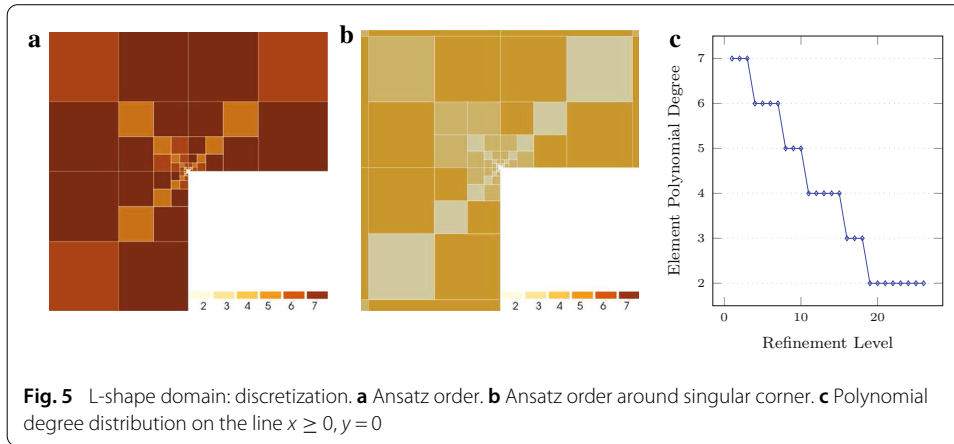 a
b
c
2 3 4 5 6 7
2 3 4 5 6 7
Element Polynomial Degree
7
6
5
4
3
2
0 10 20
Refinement Level
Fig. 5 L-shape domain: discretization. a Ansatz order. b Ansatz order around singular corner. c Polynomial
degree distribution on the line x ≥ 0, y = 0